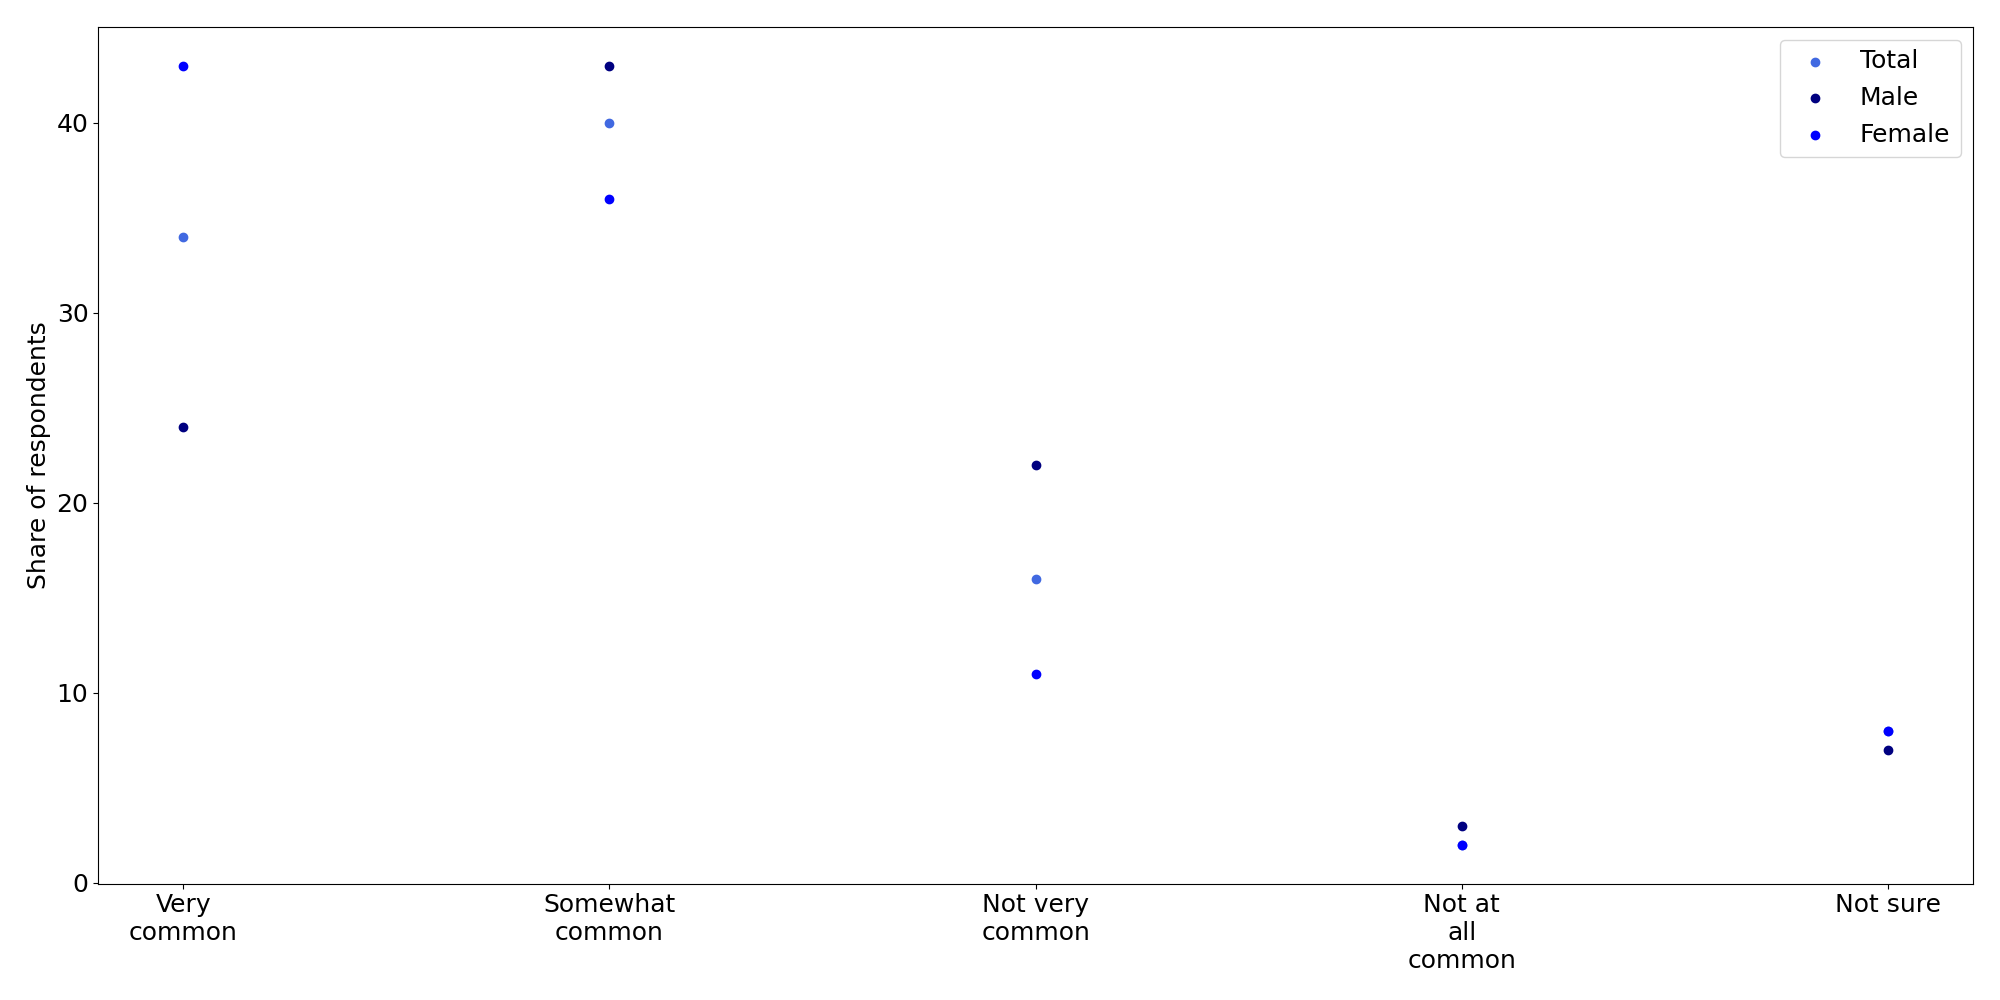 Total
Male
Female
Share of respondents
40
30
20
10
0
Very
common
Somewhat
common
Not very
common
Not at
all
common
Not sure